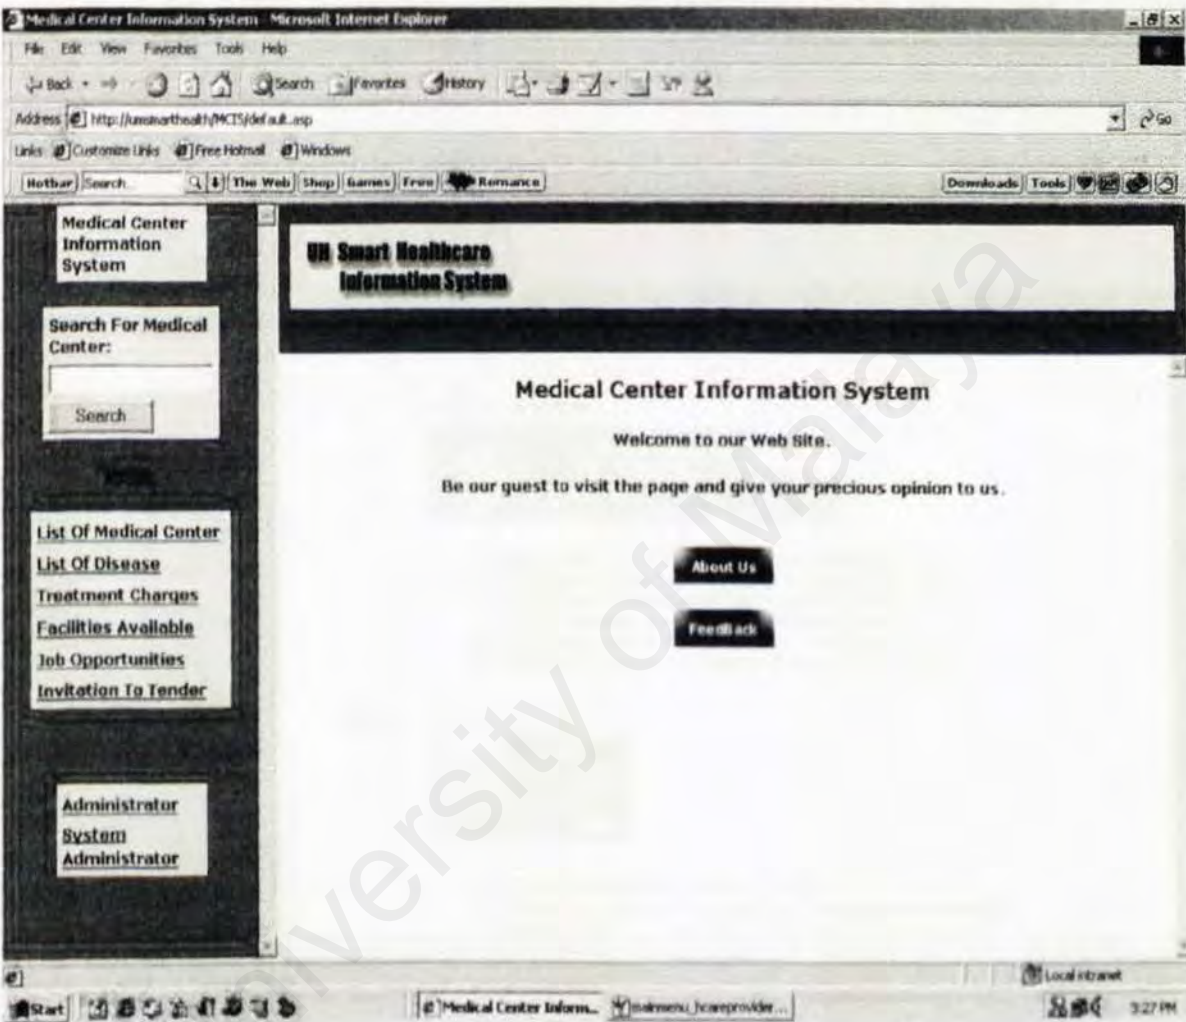 Medical Center Information System - Microsoft Internet Explorer
File Edit View Favorites Tools Help
Back Search Favorites History
Address http://umsmarthealth/MCIS/default.asp Go
Links Customize Links Free Hotmail Windows
Hotbar Search The Web Shop Games Free Romance Downloads Tools
Medical Center
Information
System
Search For Medical
Center:
Search
List Of Medical Center
List Of Disease
Treatment Charges
Facilities Available
Job Opportunities
Invitation To Tender
Administrator
System
Administrator
UH Smart Healthcare
Information System
Medical Center Information System
Welcome to our Web Site.
Be our guest to visit the page and give your precious opinion to us.
About Us
FeedBack
University of Malaya
Local intranet
Start Medical Center Inform... mainmenu_hcareprovider... 3:27 PM